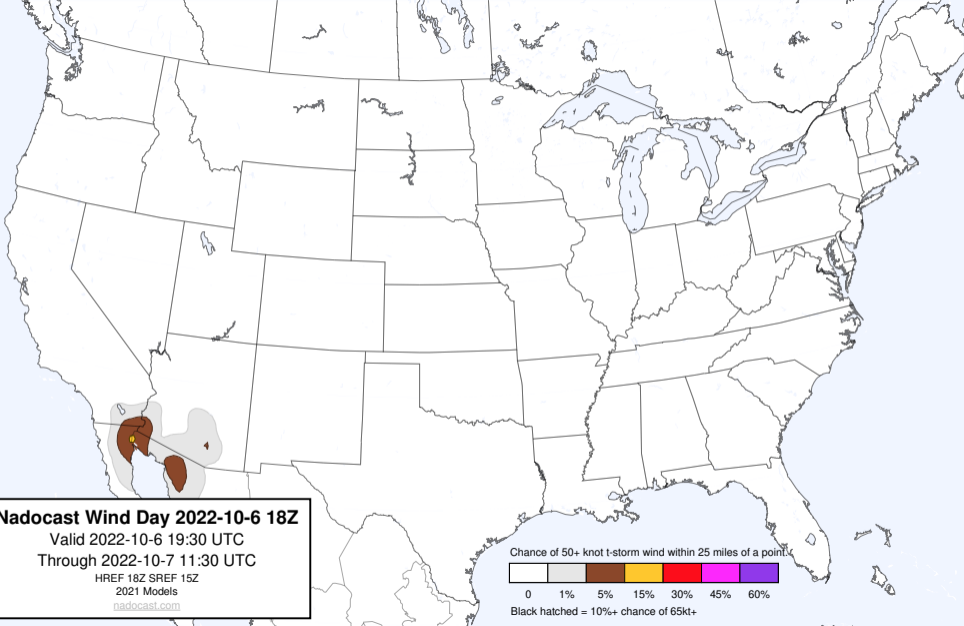 Nadocast Wind Day 2022-10-6 18Z
Valid 2022-10-6 19:30 UTC
Through 2022-10-7 11:30 UTC
HREF 18Z SREF 15Z
2021 Models
nadocast.com
Chance of 50+ knot t-storm wind within 25 miles of a point.
0 1% 5% 15% 30% 45% 60%
Black hatched = 10%+ chance of 65kt+